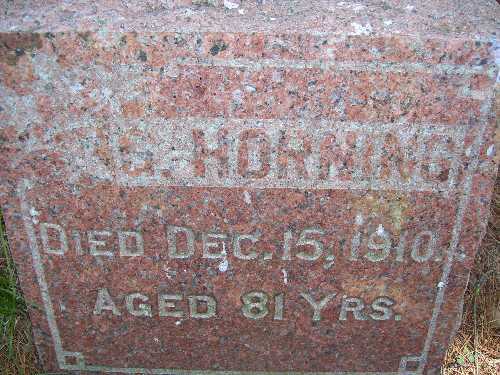 G. HORNING
DIED DEC. 15, 1910.
AGED 81 YRS.